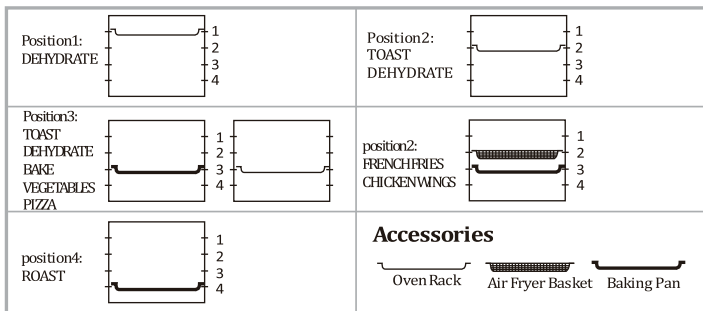 Position1:
DEHYDRATE
1
2
3
4
Position2:
TOAST
DEHYDRATE
1
2
3
4
Position3:
TOAST
DEHYDRATE
BAKE
VEGETABLES
PIZZA
1
2
3
4
position2:
FRENCH FRIES
CHICKEN WINGS
1
2
3
4
position4:
ROAST
1
2
3
4
Accessories
Oven Rack
Air Fryer Basket
Baking Pan